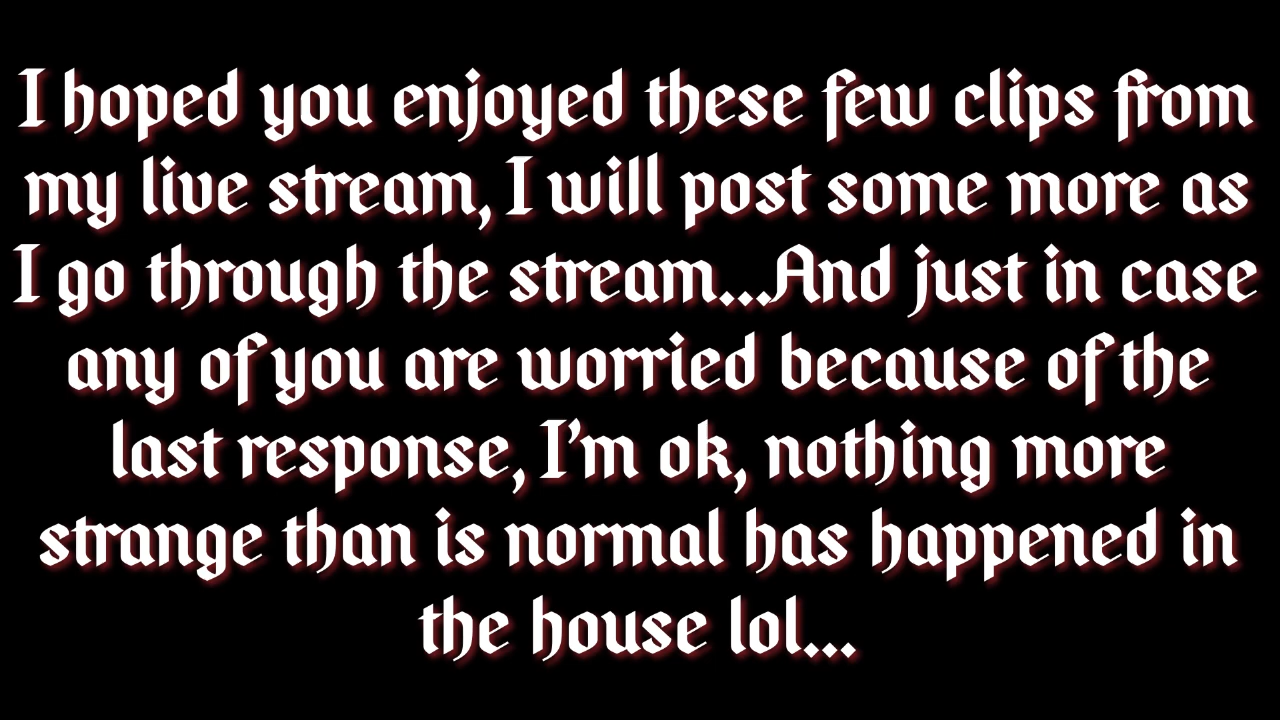 I hoped you enjoyed these few clips from
my live stream, I will post some more as
I go through the stream...And just in case
any of you are worried because of the
last response, I'm ok, nothing more
strange than is normal has happened in
the house lol...